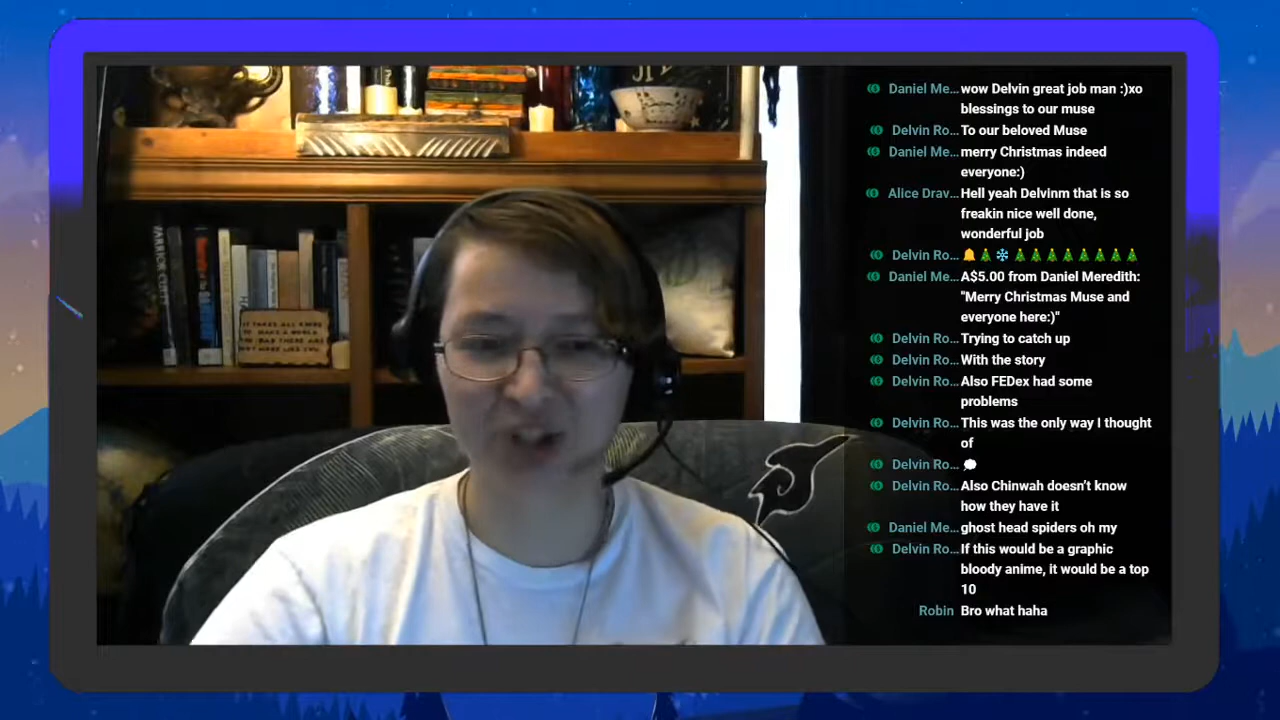 WARRIOR
IT TAKES ALL KINDS
TO MAKE A WORLD
Daniel Me... wow Delvin great job man :)xo
blessings to our muse
Delvin Ro... To our beloved Muse
Daniel Me... merry Christmas indeed
everyone:)
Alice Drav... Hell yeah Delvinm that is so
freakin nice well done,
wonderful job
Delvin Ro... 🔔🎄❄️🎄🎄🎄🎄🎄🎄🎄🎄
Daniel Me... A$5.00 from Daniel Meredith:
"Merry Christmas Muse and
everyone here:)"
Delvin Ro... Trying to catch up
Delvin Ro... With the story
Delvin Ro... Also FEDex had some
problems
Delvin Ro... This was the only way I thought
of
Delvin Ro... 💭
Delvin Ro... Also Chinwah doesn’t know
how they have it
Daniel Me... ghost head spiders oh my
Delvin Ro... If this would be a graphic
bloody anime, it would be a top
10
Robin Bro what haha